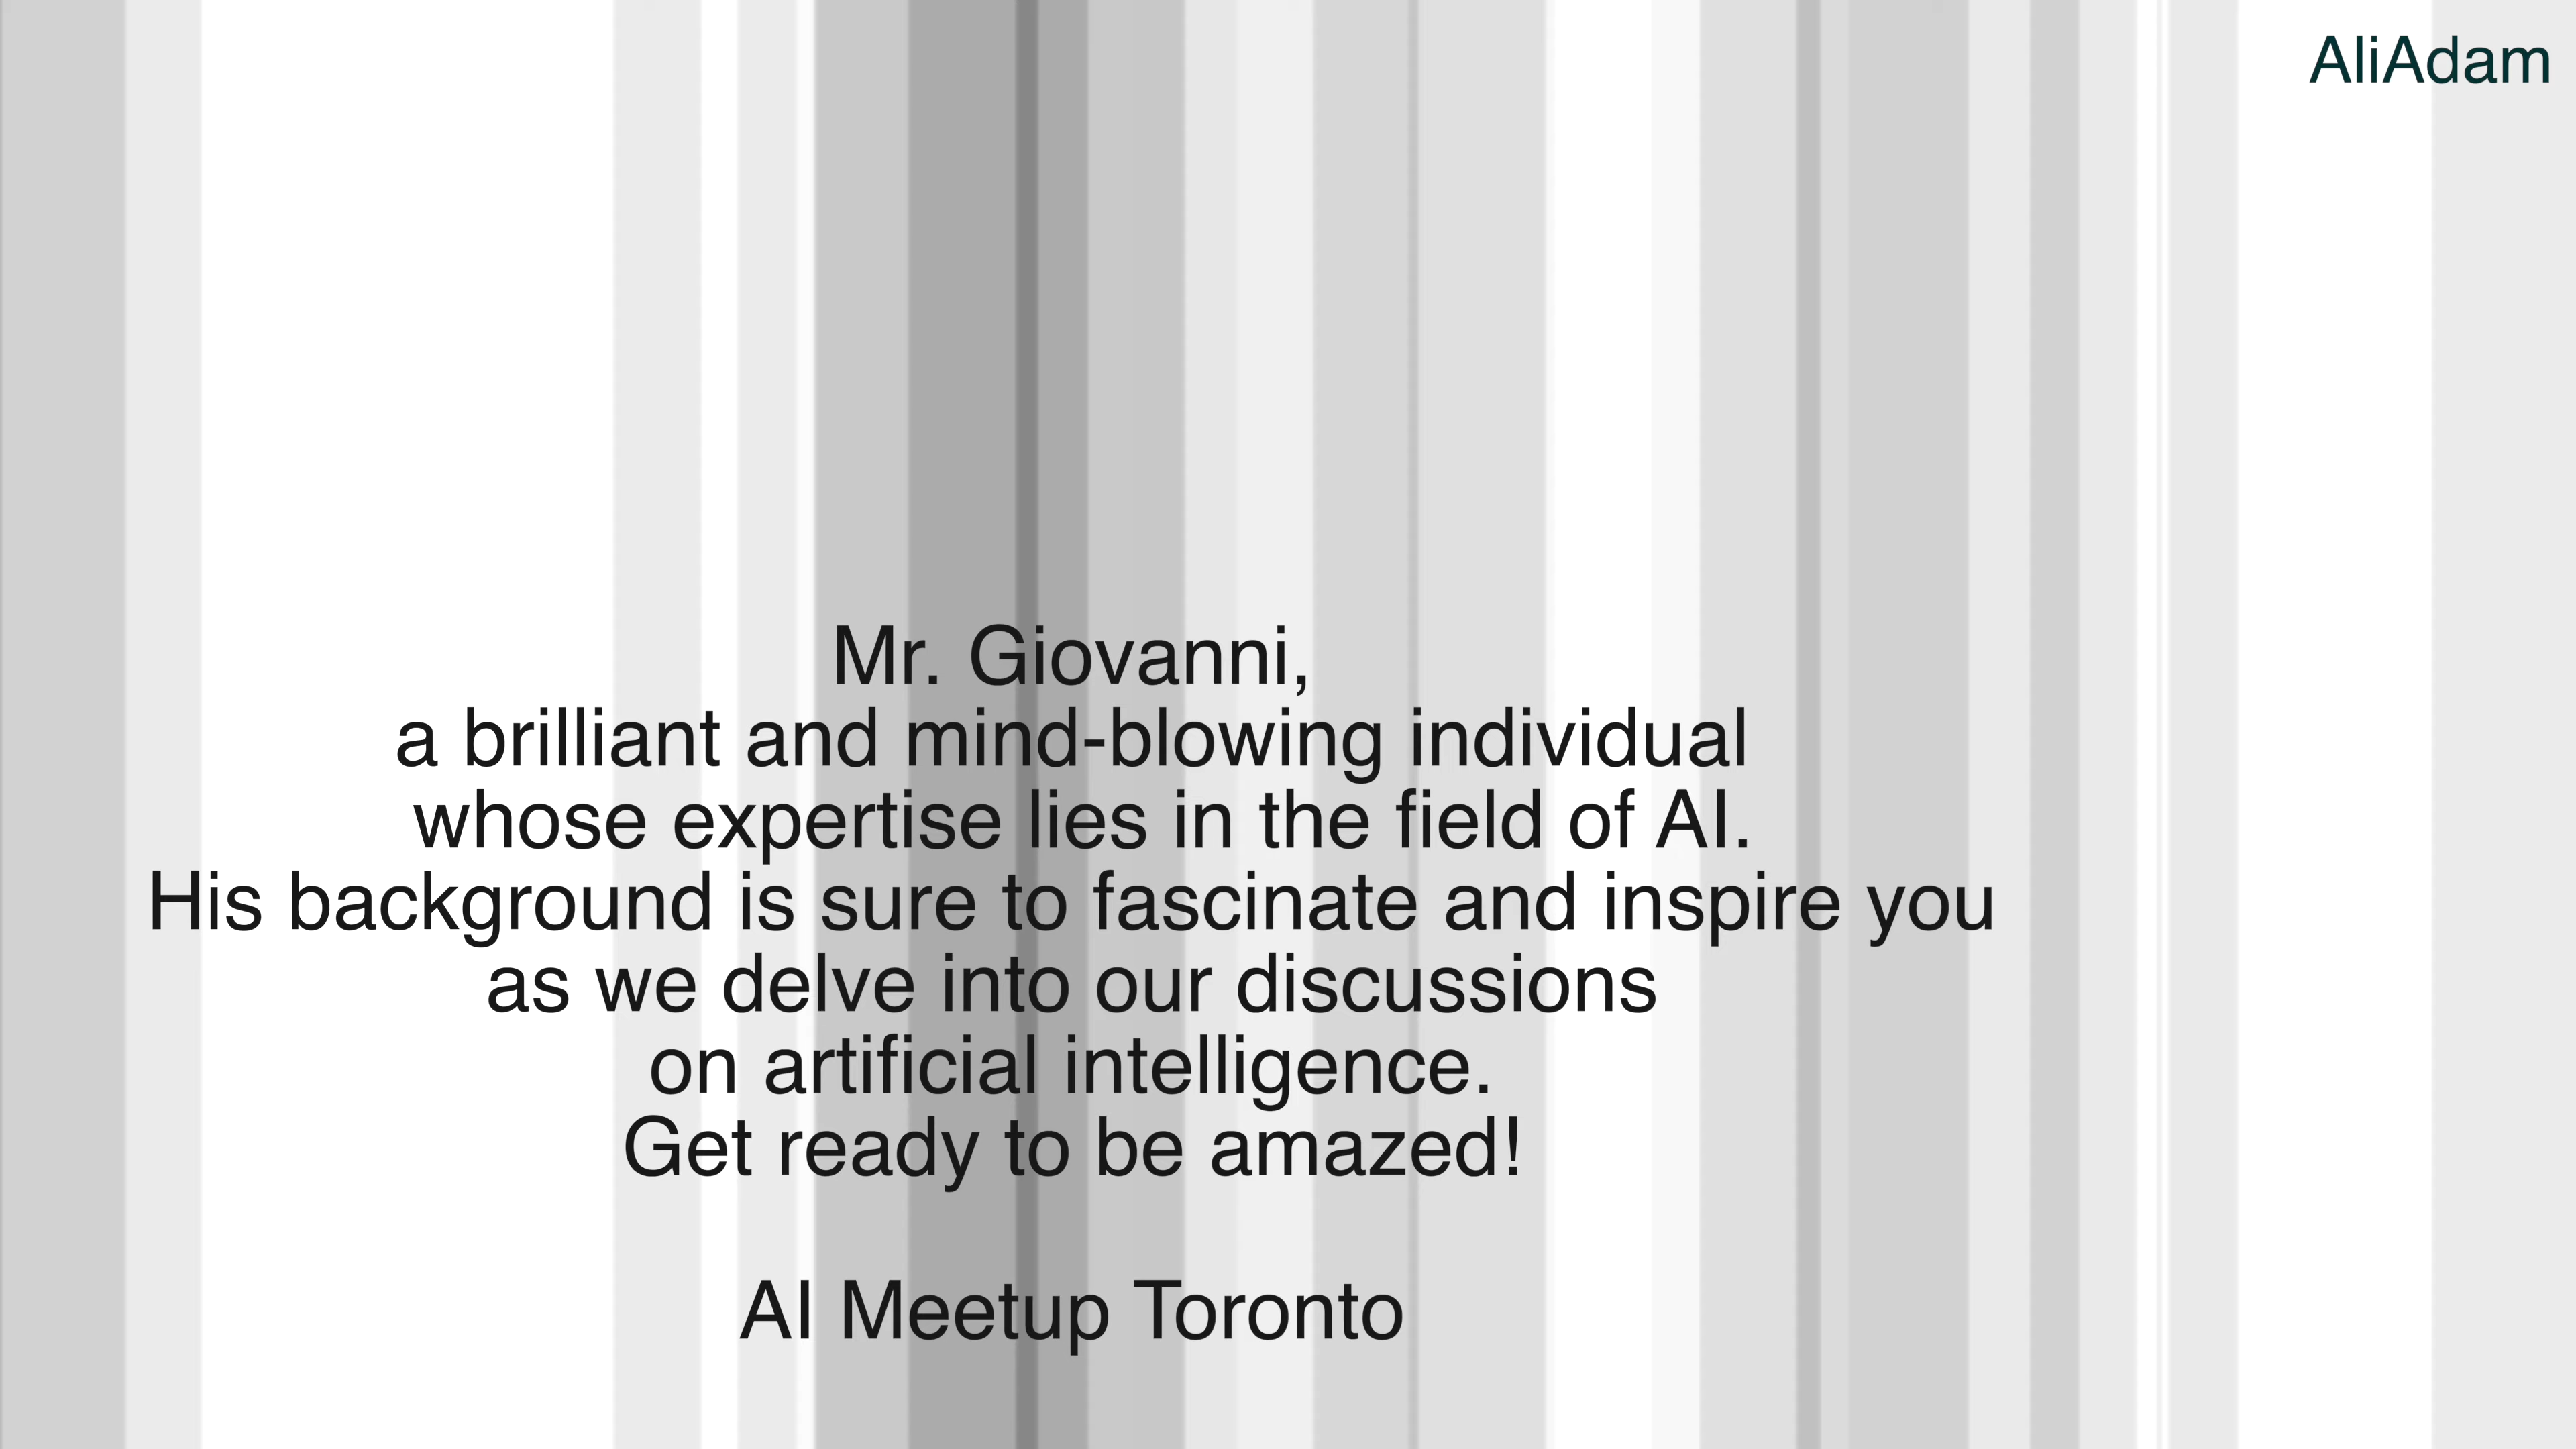 AliAdam
Mr. Giovanni,
a brilliant and mind-blowing individual
whose expertise lies in the field of AI.
His background is sure to fascinate and inspire you
as we delve into our discussions
on artificial intelligence.
Get ready to be amazed!
AI Meetup Toronto